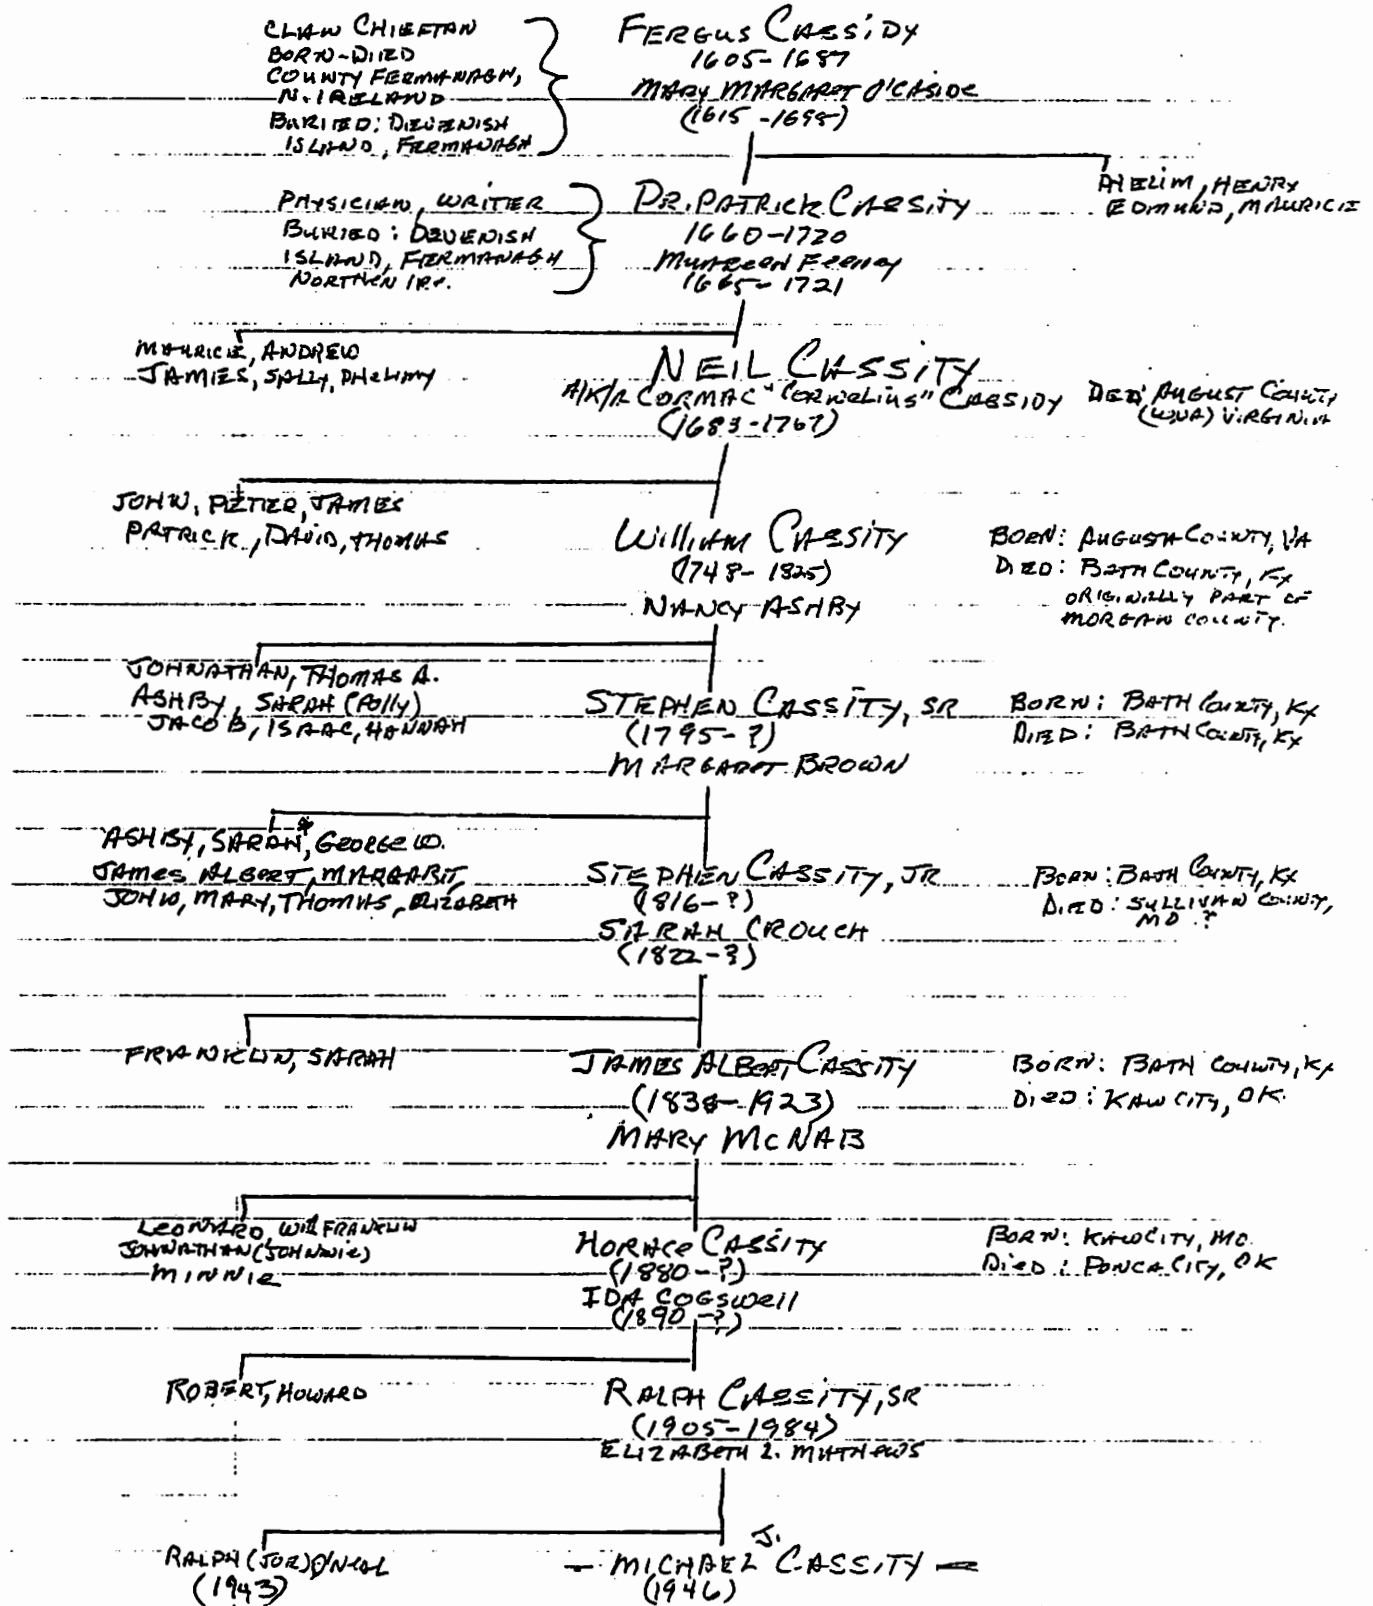 CLAN CHIEFTAN
BORN-DIED
COUNTY FERMANAGH,
N. IRELAND
BURIED: DEVENISH
ISLAND, FERMANAGH
FERGUS CASSIDY
1605-1687
MARY MARGARET O'CASIDE
PHELIM, HENRY
EDMUND, MAURICE
PHYSICIAN, WRITER
BURIED: DEVENISH
ISLAND, FERMANAGH
NORTHEN IRE.
DR. PATRICK CASSITY
1660-1720
MUAREEN FEENEY
1665-1721
MAURICE, ANDREW
JAMES, SALLY, PHELIMY
NEIL CASSITY
A/K/A CORMAC "CORNELIUS" CASSIDY
(1683-1767)
DIED: AUGUST COUNTY
VIRGINIA
JOHN, PETER, JAMES
PATRICK, DAVID, THOMAS
WILLIAM CASSITY
(1748-1825)
NANCY ASHBY
BORN: AUGUSTA COUNTY, VA
DIED: BATH COUNTY, KY
ORIGINALLY PART OF
MORGAN COUNTY.
JOHNATHAN, THOMAS A.
ASHBY, SARAH (POLLY)
JACOB, ISAAC, HANNAH
STEPHEN CASSITY, SR
(1795-?)
MARGARET BROWN
BORN: BATH COUNTY, KY
DIED: BATH COUNTY, KY
ASHBY, SARAH*, GEORGE W.
JAMES ALBERT, MARGARIT,
JOHN, MARY, THOMAS, ELIZABETH
STEPHEN CASSITY, JR
(1816-?)
SARAH CROUCH
(1822-?)
BORN: BATH COUNTY, KY
DIED: SULLIVAN COUNTY,
MO ?
FRANKLIN, SARAH
JAMES ALBERT CASSITY
MARY MCNAB
BORN: BATH COUNTY, KY
DIED: KAW CITY, OK.
LEONARD, WILL FRANKLIN
JOHNATHAN (JOHNNIE)
MINNIE
HORACE CASSITY
(1880-?)
IDA COGSWELL
(1890-?)
BORN: KAW CITY, MO.
DIED: PONCA CITY, OK
ROBERT, HOWARD
RALPH CASSITY, SR
(1905-1984)
ELIZABETH L. MATHEWS
RALPH (JOE) O'NEAL
(1943)
- MICHAEL J. CASSITY -
(1946)